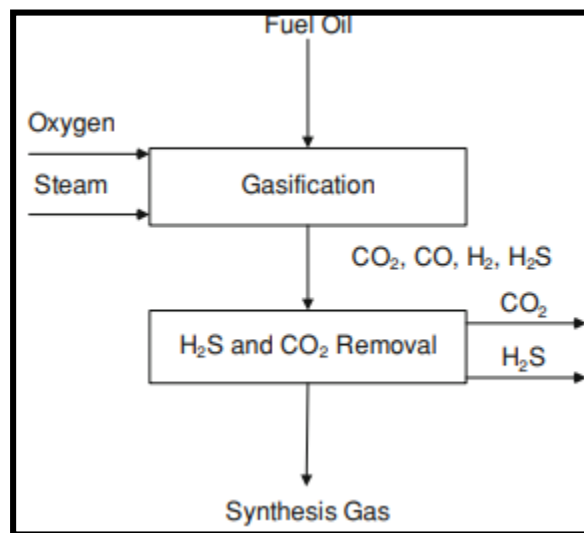 Fuel Oil
Oxygen
Steam
Gasification
CO₂, CO, H₂, H₂S
H₂S and CO₂ Removal
CO₂
H₂S
Synthesis Gas